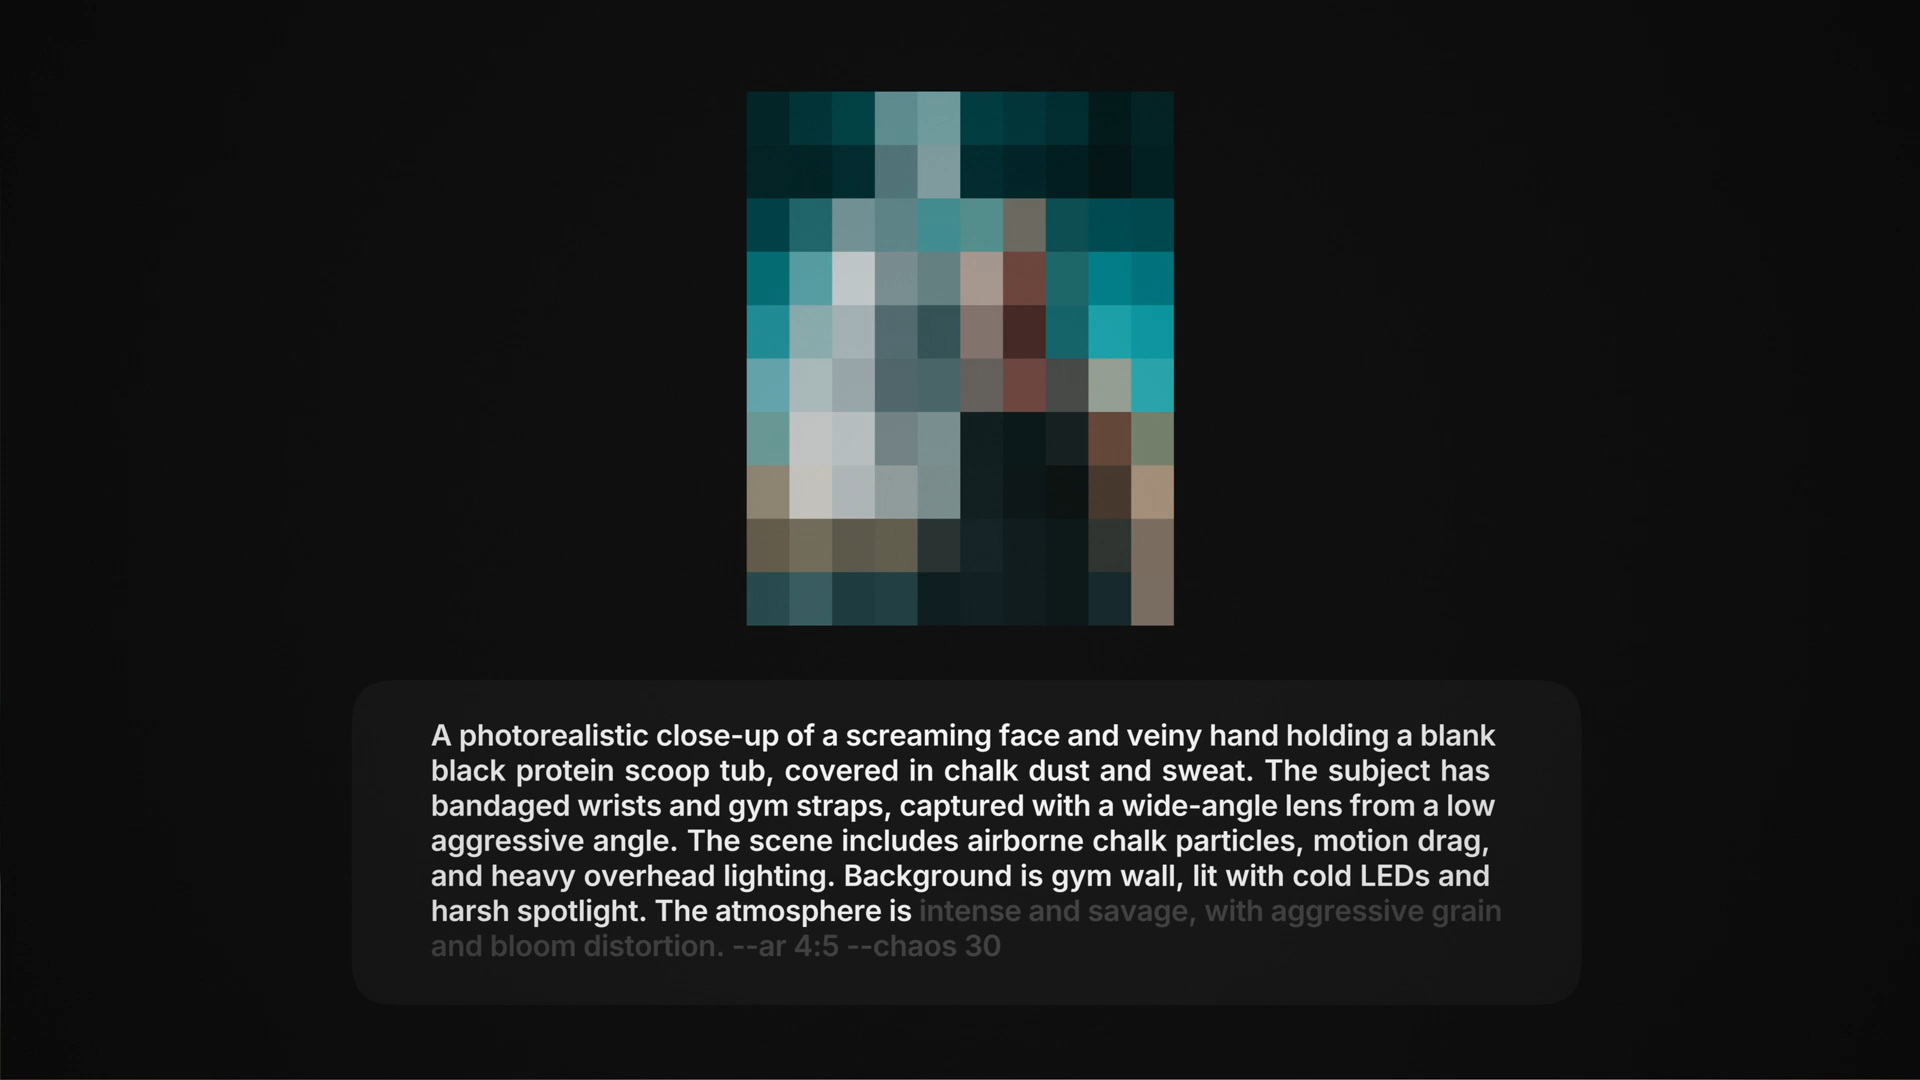 A photorealistic close-up of a screaming face and veiny hand holding a blank
black protein scoop tub, covered in chalk dust and sweat. The subject has
bandaged wrists and gym straps, captured with a wide-angle lens from a low
aggressive angle. The scene includes airborne chalk particles, motion drag,
and heavy overhead lighting. Background is gym wall, lit with cold LEDs and
harsh spotlight. The atmosphere is intense and savage, with aggressive grain
and bloom distortion. --ar 4:5 --chaos 30